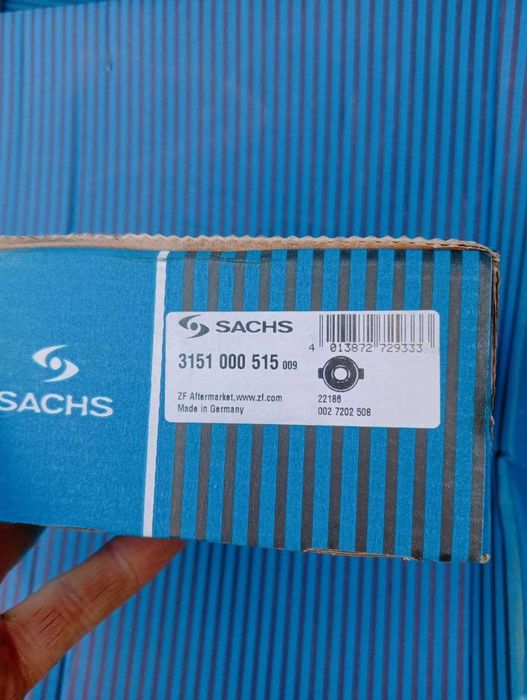 SACHS
SACHS
3151 000 515 009
4 013872 729333
ZF Aftermarket, www.zf.com
Made in Germany
22186
002 7202 508